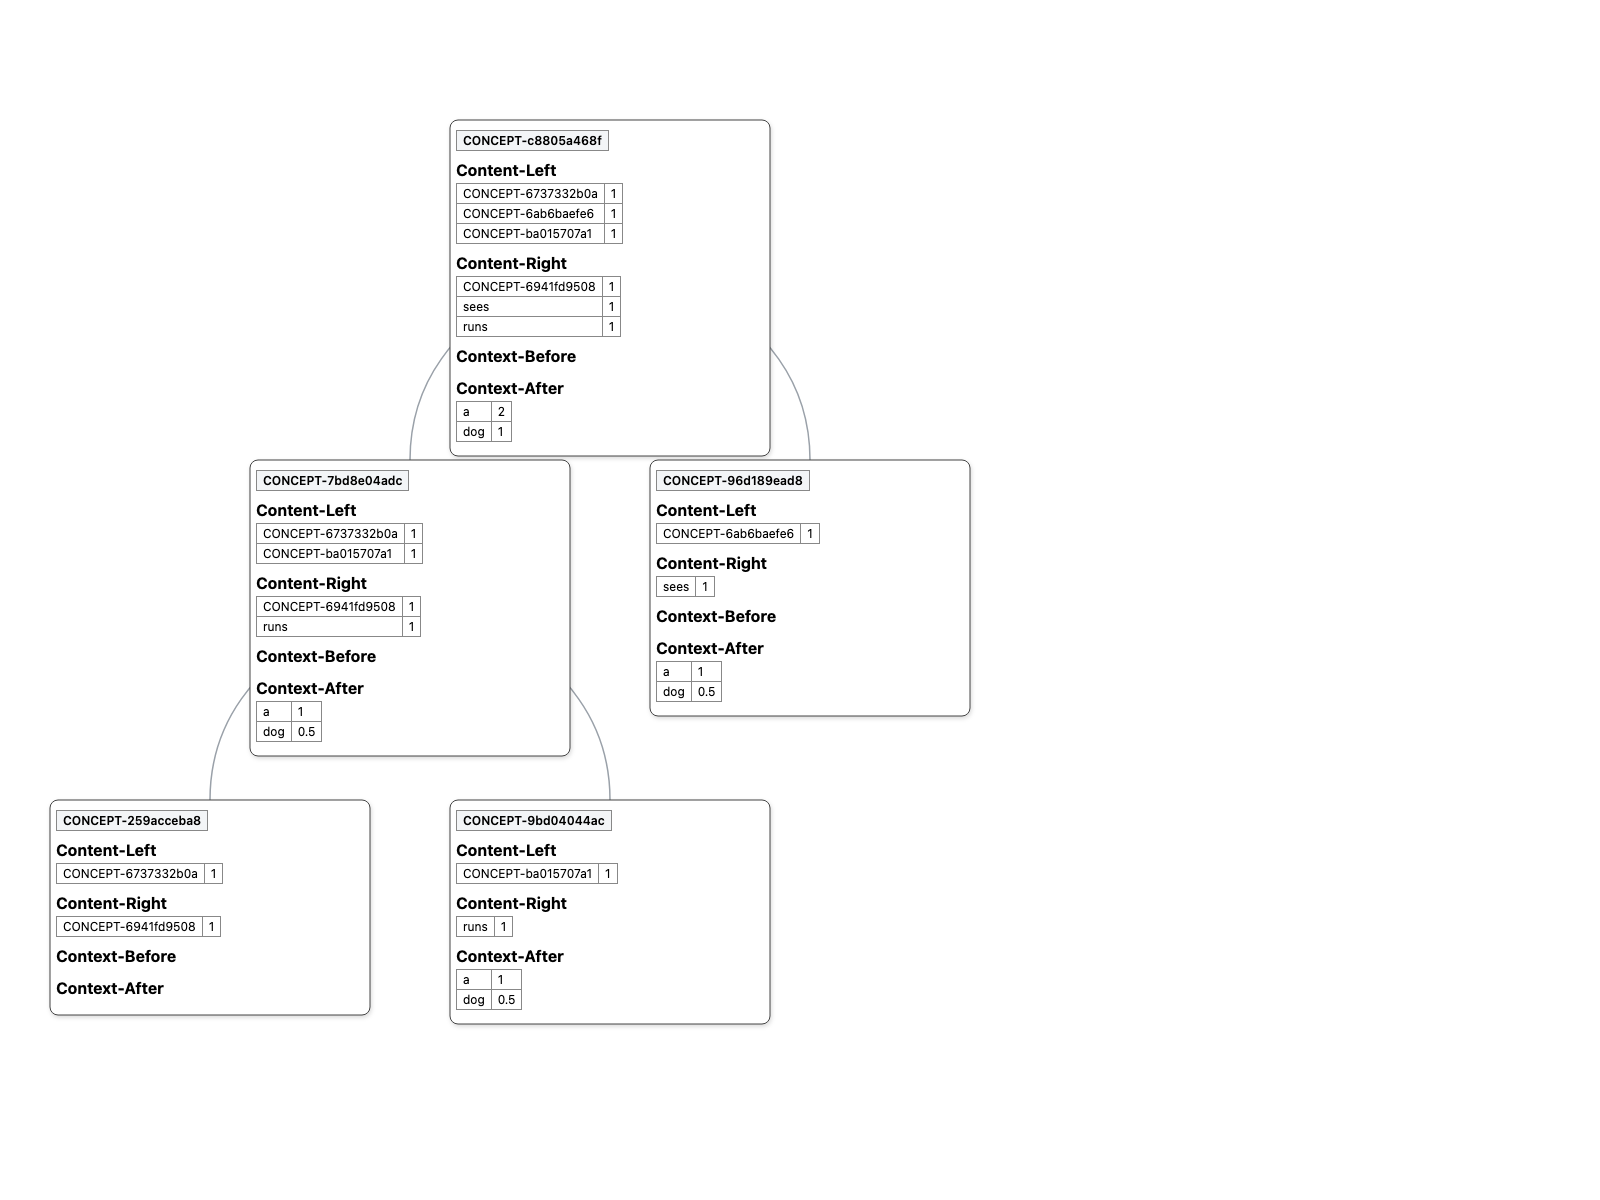 CONCEPT-c8805a468f
Content-Left
CONCEPT-6737332b0a 1
CONCEPT-6ab6baefe6 1
CONCEPT-ba015707a1 1
Content-Right
CONCEPT-6941fd9508 1
sees 1
runs 1
Context-Before
Context-After
a 2
dog 1
CONCEPT-7bd8e04adc
Content-Left
CONCEPT-6737332b0a 1
CONCEPT-ba015707a1 1
Content-Right
CONCEPT-6941fd9508 1
runs 1
Context-Before
Context-After
a 1
dog 0.5
CONCEPT-96d189ead8
Content-Left
CONCEPT-6ab6baefe6 1
Content-Right
sees 1
Context-Before
Context-After
a 1
dog 0.5
CONCEPT-259acceba8
Content-Left
CONCEPT-6737332b0a 1
Content-Right
CONCEPT-6941fd9508 1
Context-Before
Context-After
CONCEPT-9bd04044ac
Content-Left
CONCEPT-ba015707a1 1
Content-Right
runs 1
Context-After
a 1
dog 0.5